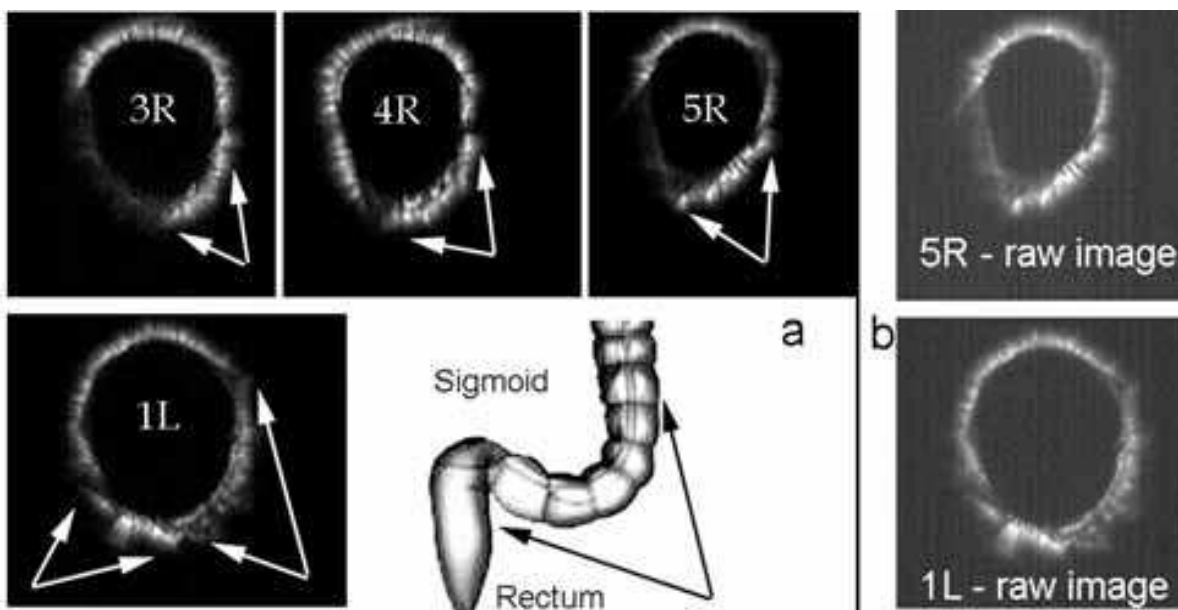 3R
4R
5R
5R - raw image
1L
Sigmoid
Rectum
a
b
1L - raw image